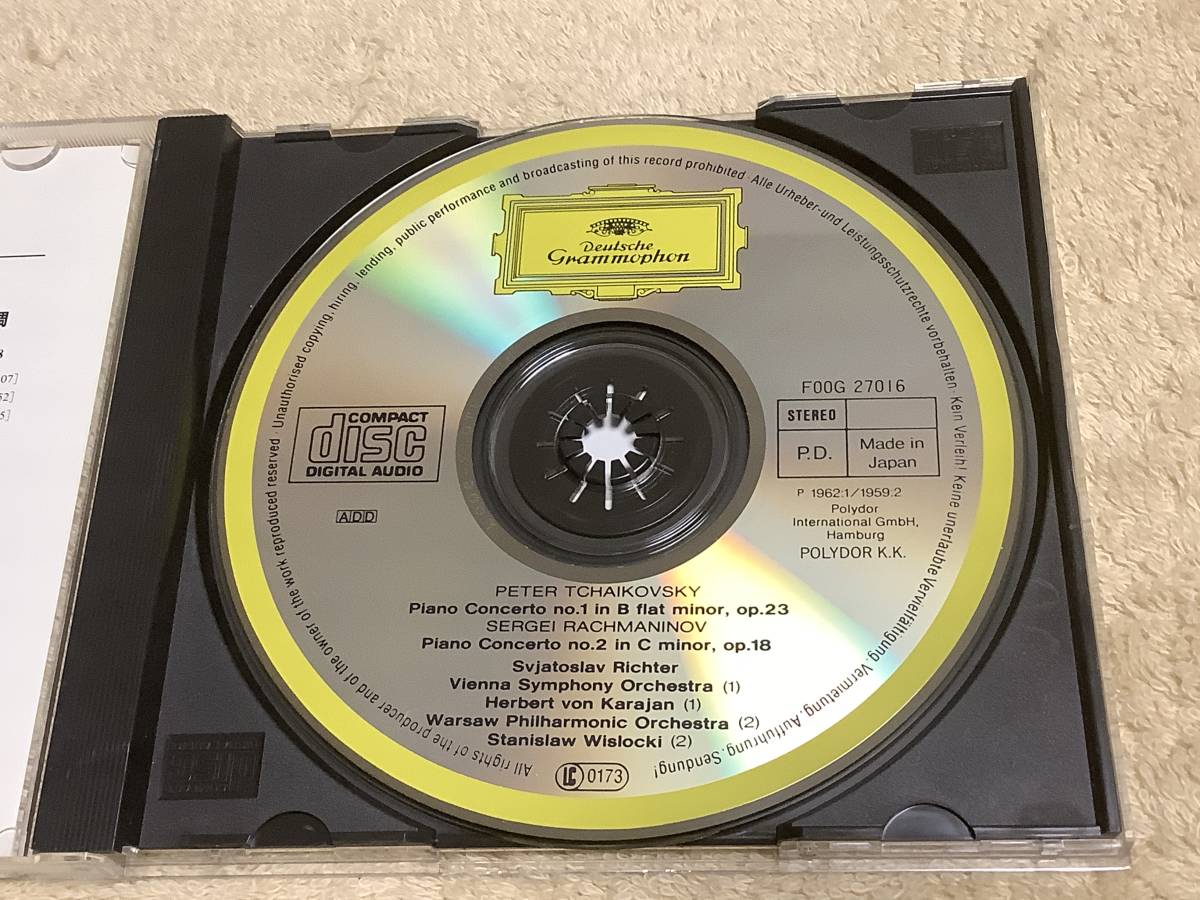 調
8
07]
52]
5]
Unauthorised copying, hiring, lending, public performance and broadcasting of this record prohibited · Alle Urheber-und Leistungsschutzrechte vorbehalten · Kein Verleih! Keine unerlaubte Vervielfältigung, Vermietung, Aufführung, Sendung!
Deutsche
Grammophon
COMPACT
disc
DIGITAL AUDIO
ADD
F00G 27016
STEREO
P.D.
Made in
Japan
P 1962:1/1959:2
Polydor
International GmbH,
Hamburg
POLYDOR K.K.
PETER TCHAIKOVSKY
Piano Concerto no.1 in B flat minor, op.23
SERGEI RACHMANINOV
Piano Concerto no.2 in C minor, op.18
Svjatoslav Richter
Vienna Symphony Orchestra (1)
Herbert von Karajan (1)
Warsaw Philharmonic Orchestra (2)
Stanislaw Wislocki (2)
LC 0173
All rights of the producer and of the owner of the work reproduced reserved ·